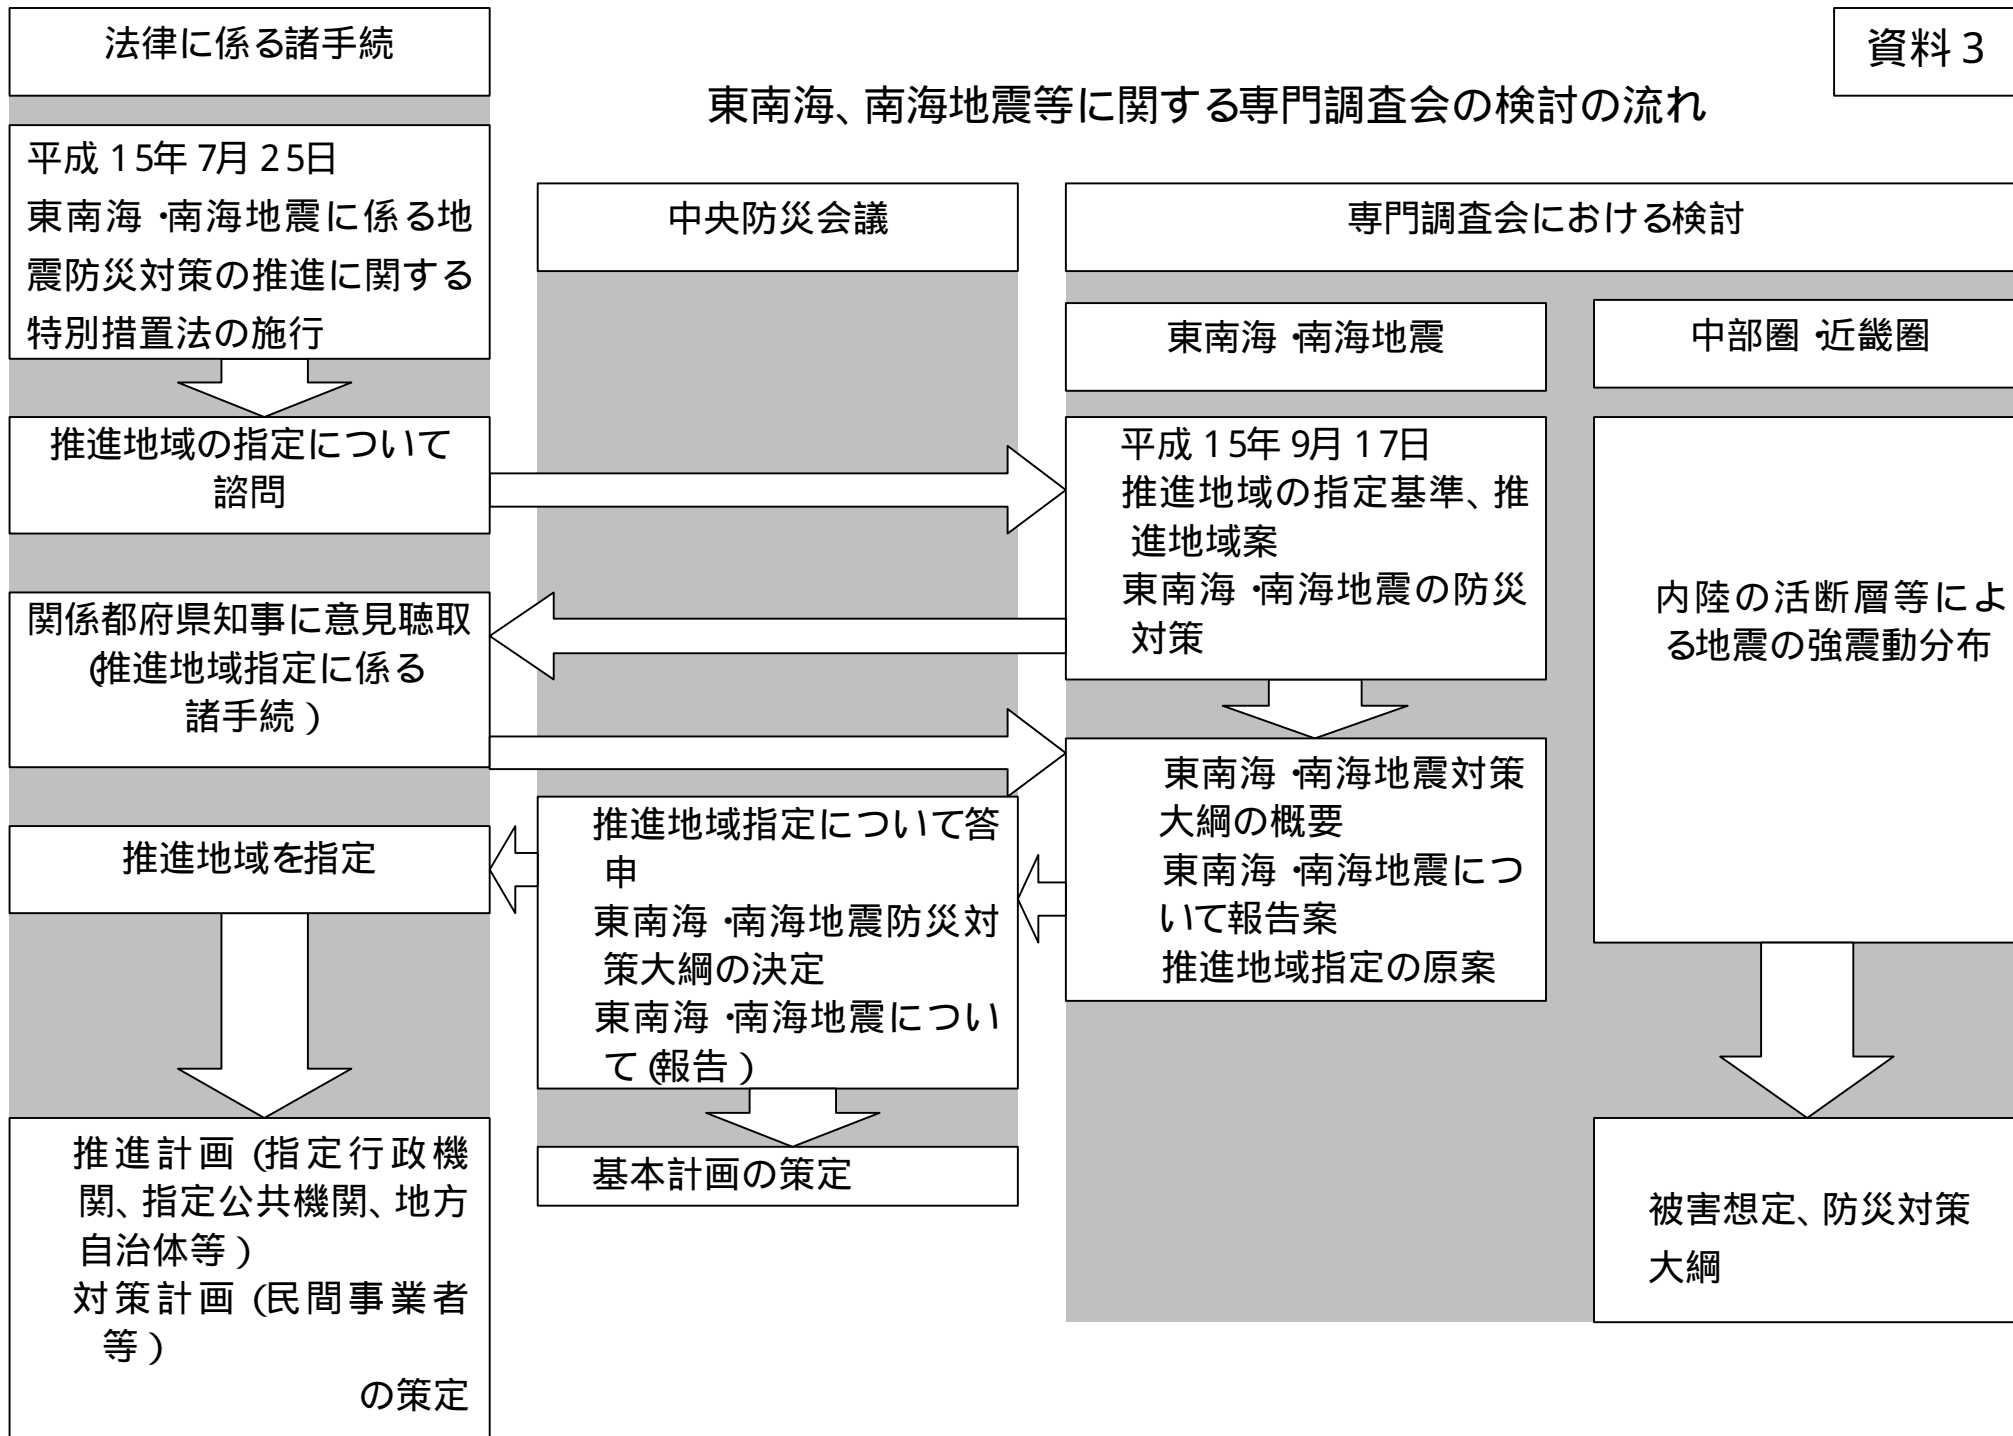 法律に係る諸手続
資料3
東南海、南海地震等に関する専門調査会の検討の流れ
平成15年7月25日
東南海・南海地震に係る地
震防災対策の推進に関する
特別措置法の施行
中央防災会議
専門調査会における検討
東南海・南海地震
中部圏・近畿圏
推進地域の指定について
諮問
平成15年9月17日
推進地域の指定基準、推
進地域案
東南海・南海地震の防災
対策
内陸の活断層等によ
る地震の強震動分布
関係都府県知事に意見聴取
(推進地域指定に係る
諸手続)
東南海・南海地震対策
大綱の概要
東南海・南海地震につ
いて報告案
推進地域指定の原案
推進地域指定について答
申
東南海・南海地震防災対
策大綱の決定
東南海・南海地震につい
て(報告)
推進地域を指定
基本計画の策定
推進計画(指定行政機
関、指定公共機関、地方
自治体等)
対策計画(民間事業者
等)
の策定
被害想定、防災対策
大綱